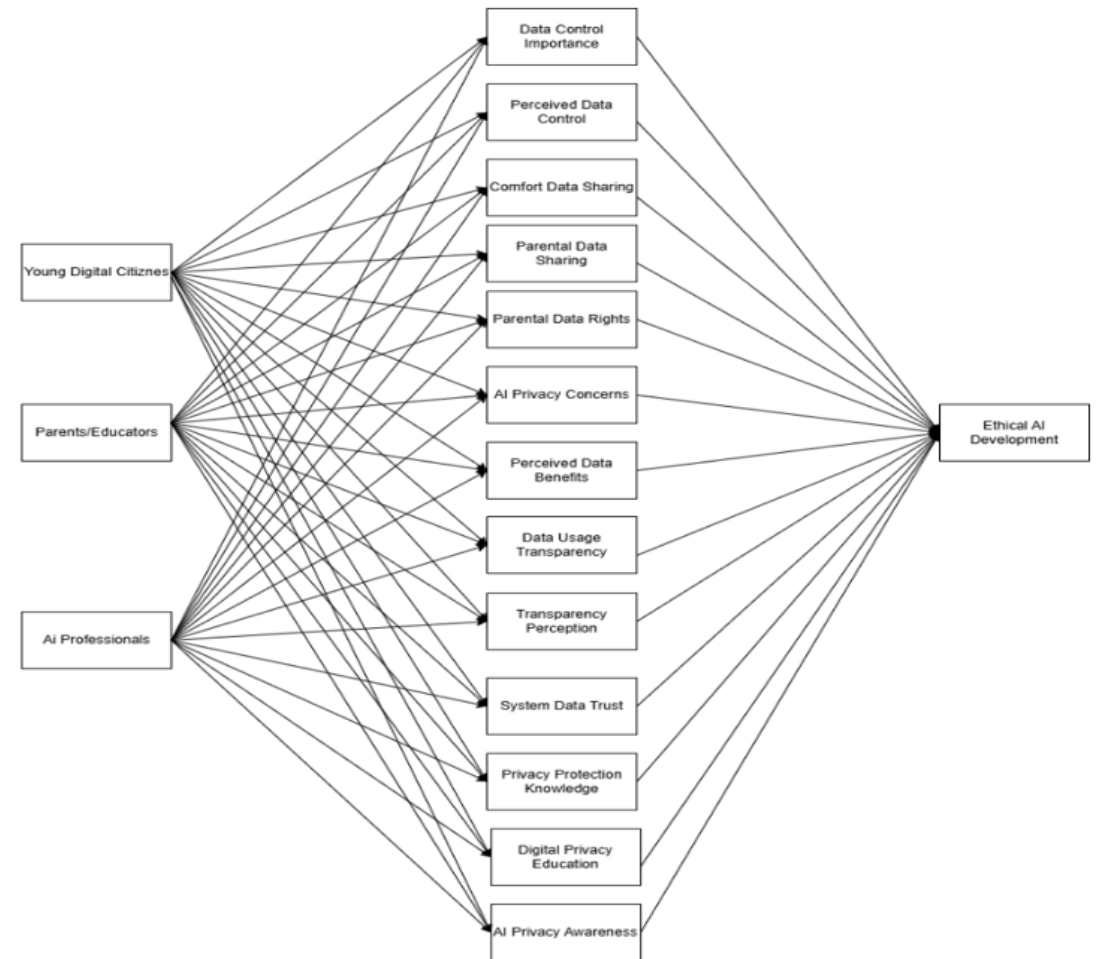 Data Control
Importance
Perceived Data
Control
Comfort Data Sharing
Parental Data
Sharing
Young Digital Citiznes
Parental Data Rights
AI Privacy Concerns
Parents/Educators
Ethical AI
Development
Perceived Data
Benefits
Data Usage
Transparency
Transparency
Perception
Ai Professionals
System Data Trust
Privacy Protection
Knowledge
Digital Privacy
Education
AI Privacy Awareness